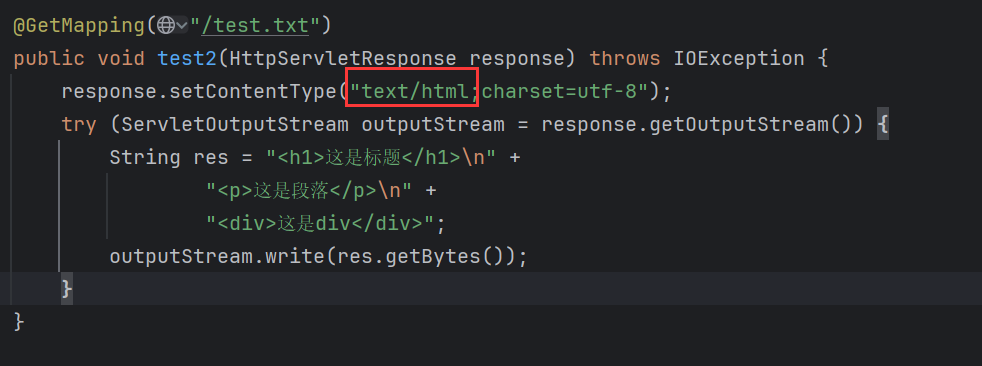 @GetMapping("/test.txt")
public void test2(HttpServletResponse response) throws IOException {
    response.setContentType("text/html;charset=utf-8");
    try (ServletOutputStream outputStream = response.getOutputStream()) {
        String res = "<h1>这是标题</h1>\n" +
                "<p>这是段落</p>\n" +
                "<div>这是div</div>";
        outputStream.write(res.getBytes());
    }
}